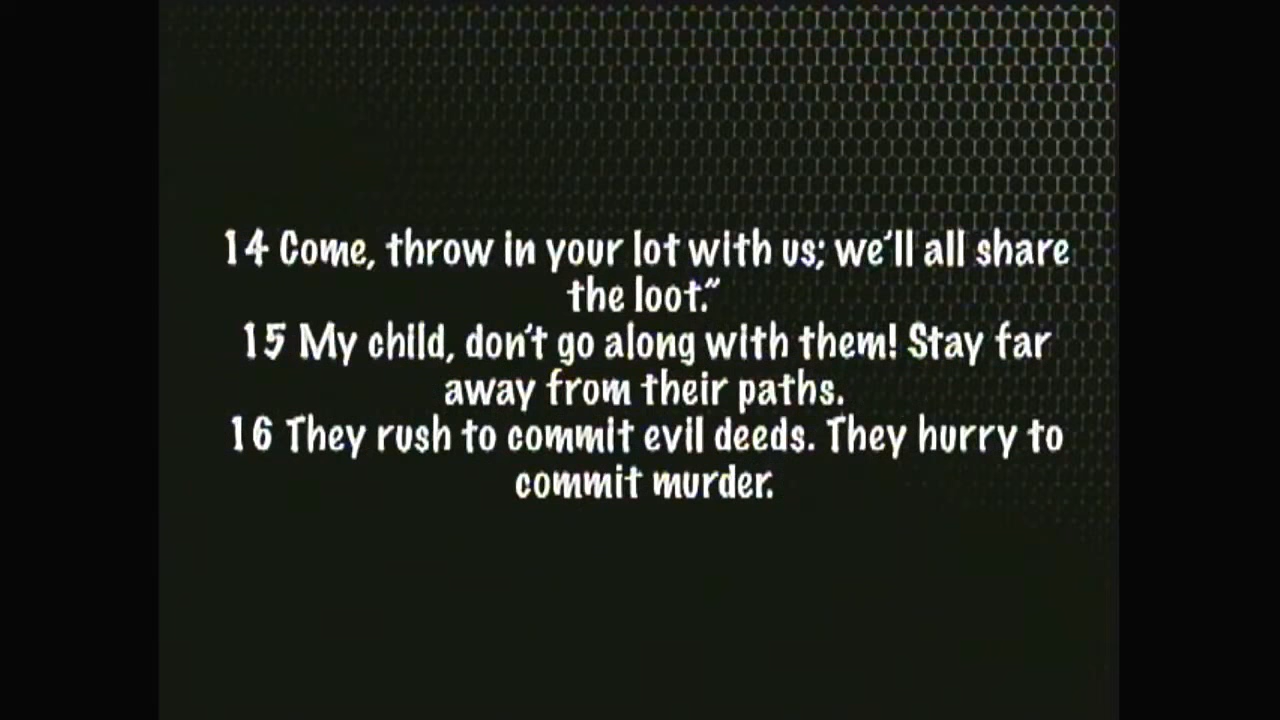 14 Come, throw in your lot with us; we'll all share
the loot."
15 My child, don't go along with them! Stay far
away from their paths.
16 They rush to commit evil deeds. They hurry to
commit murder.